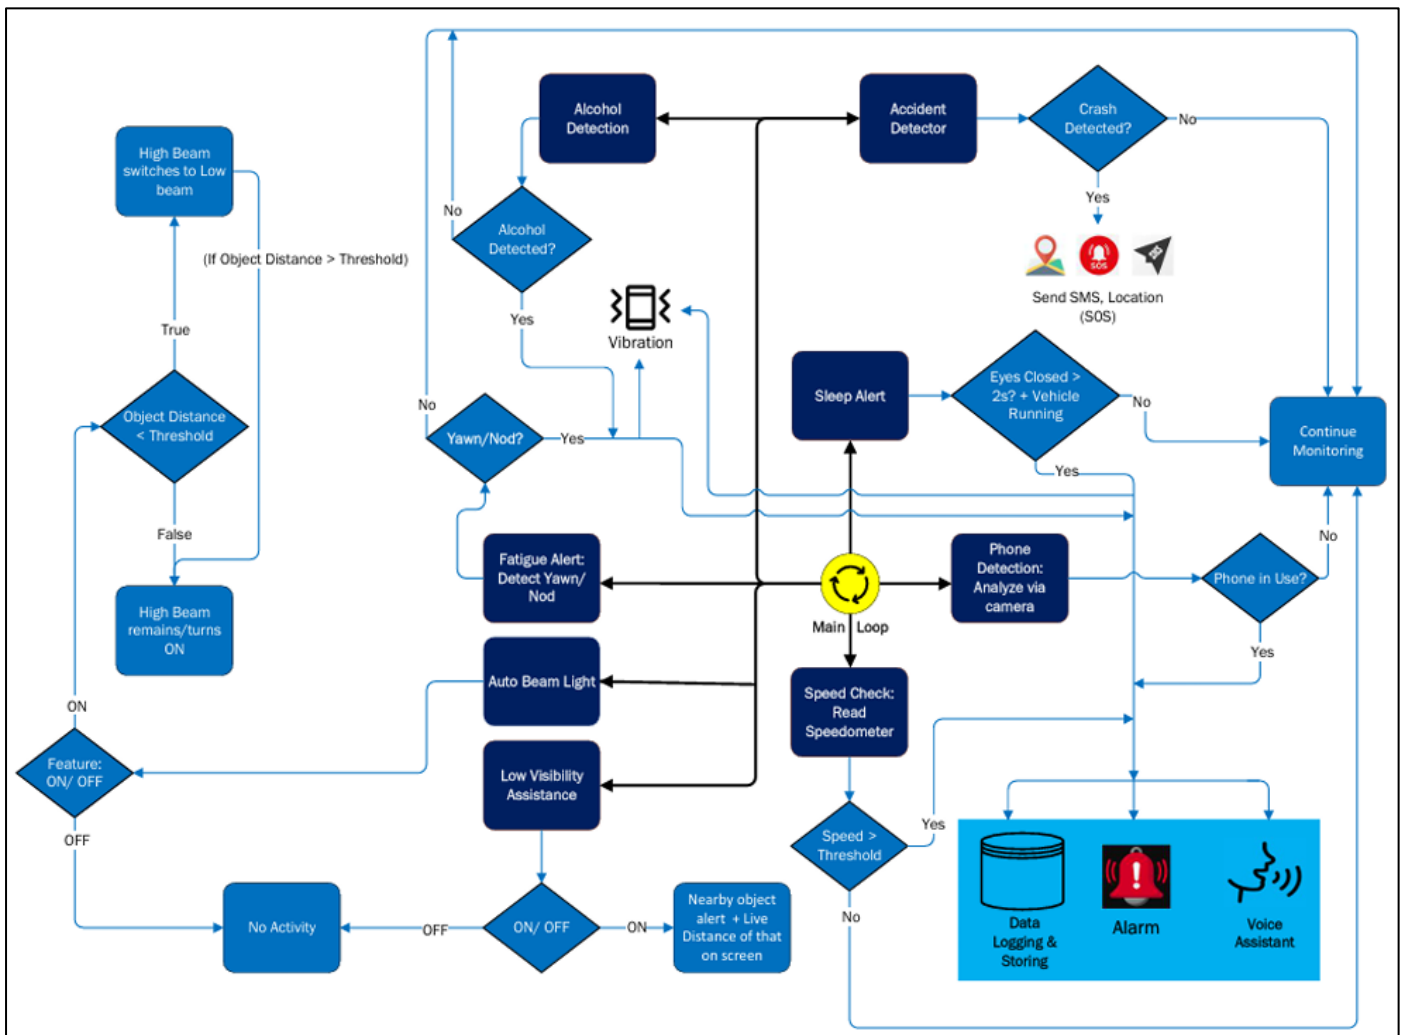 Alcohol
Detection
Accident
Detector
Crash
Detected?
No
Yes
Send SMS, Location
(SOS)
SOS
High Beam
switches to Low
beam
(If Object Distance > Threshold)
True
Object Distance
< Threshold
False
High Beam
remains/turns
ON
ON
Feature:
ON/ OFF
OFF
No
Alcohol
Detected?
Yes
Vibration
No
Yawn/Nod?
Yes
Sleep Alert
Eyes Closed >
2s? + Vehicle
Running
No
Yes
Continue
Monitoring
Fatigue Alert:
Detect Yawn/
Nod
Main Loop
Phone
Detection:
Analyze via
camera
Phone in Use?
No
Yes
Auto Beam Light
Speed Check:
Read
Speedometer
Low Visibility
Assistance
Speed >
Threshold
Yes
No
No Activity
OFF
ON/ OFF
ON
Nearby object
alert + Live
Distance of that
on screen
Data
Logging &
Storing
Alarm
Voice
Assistant